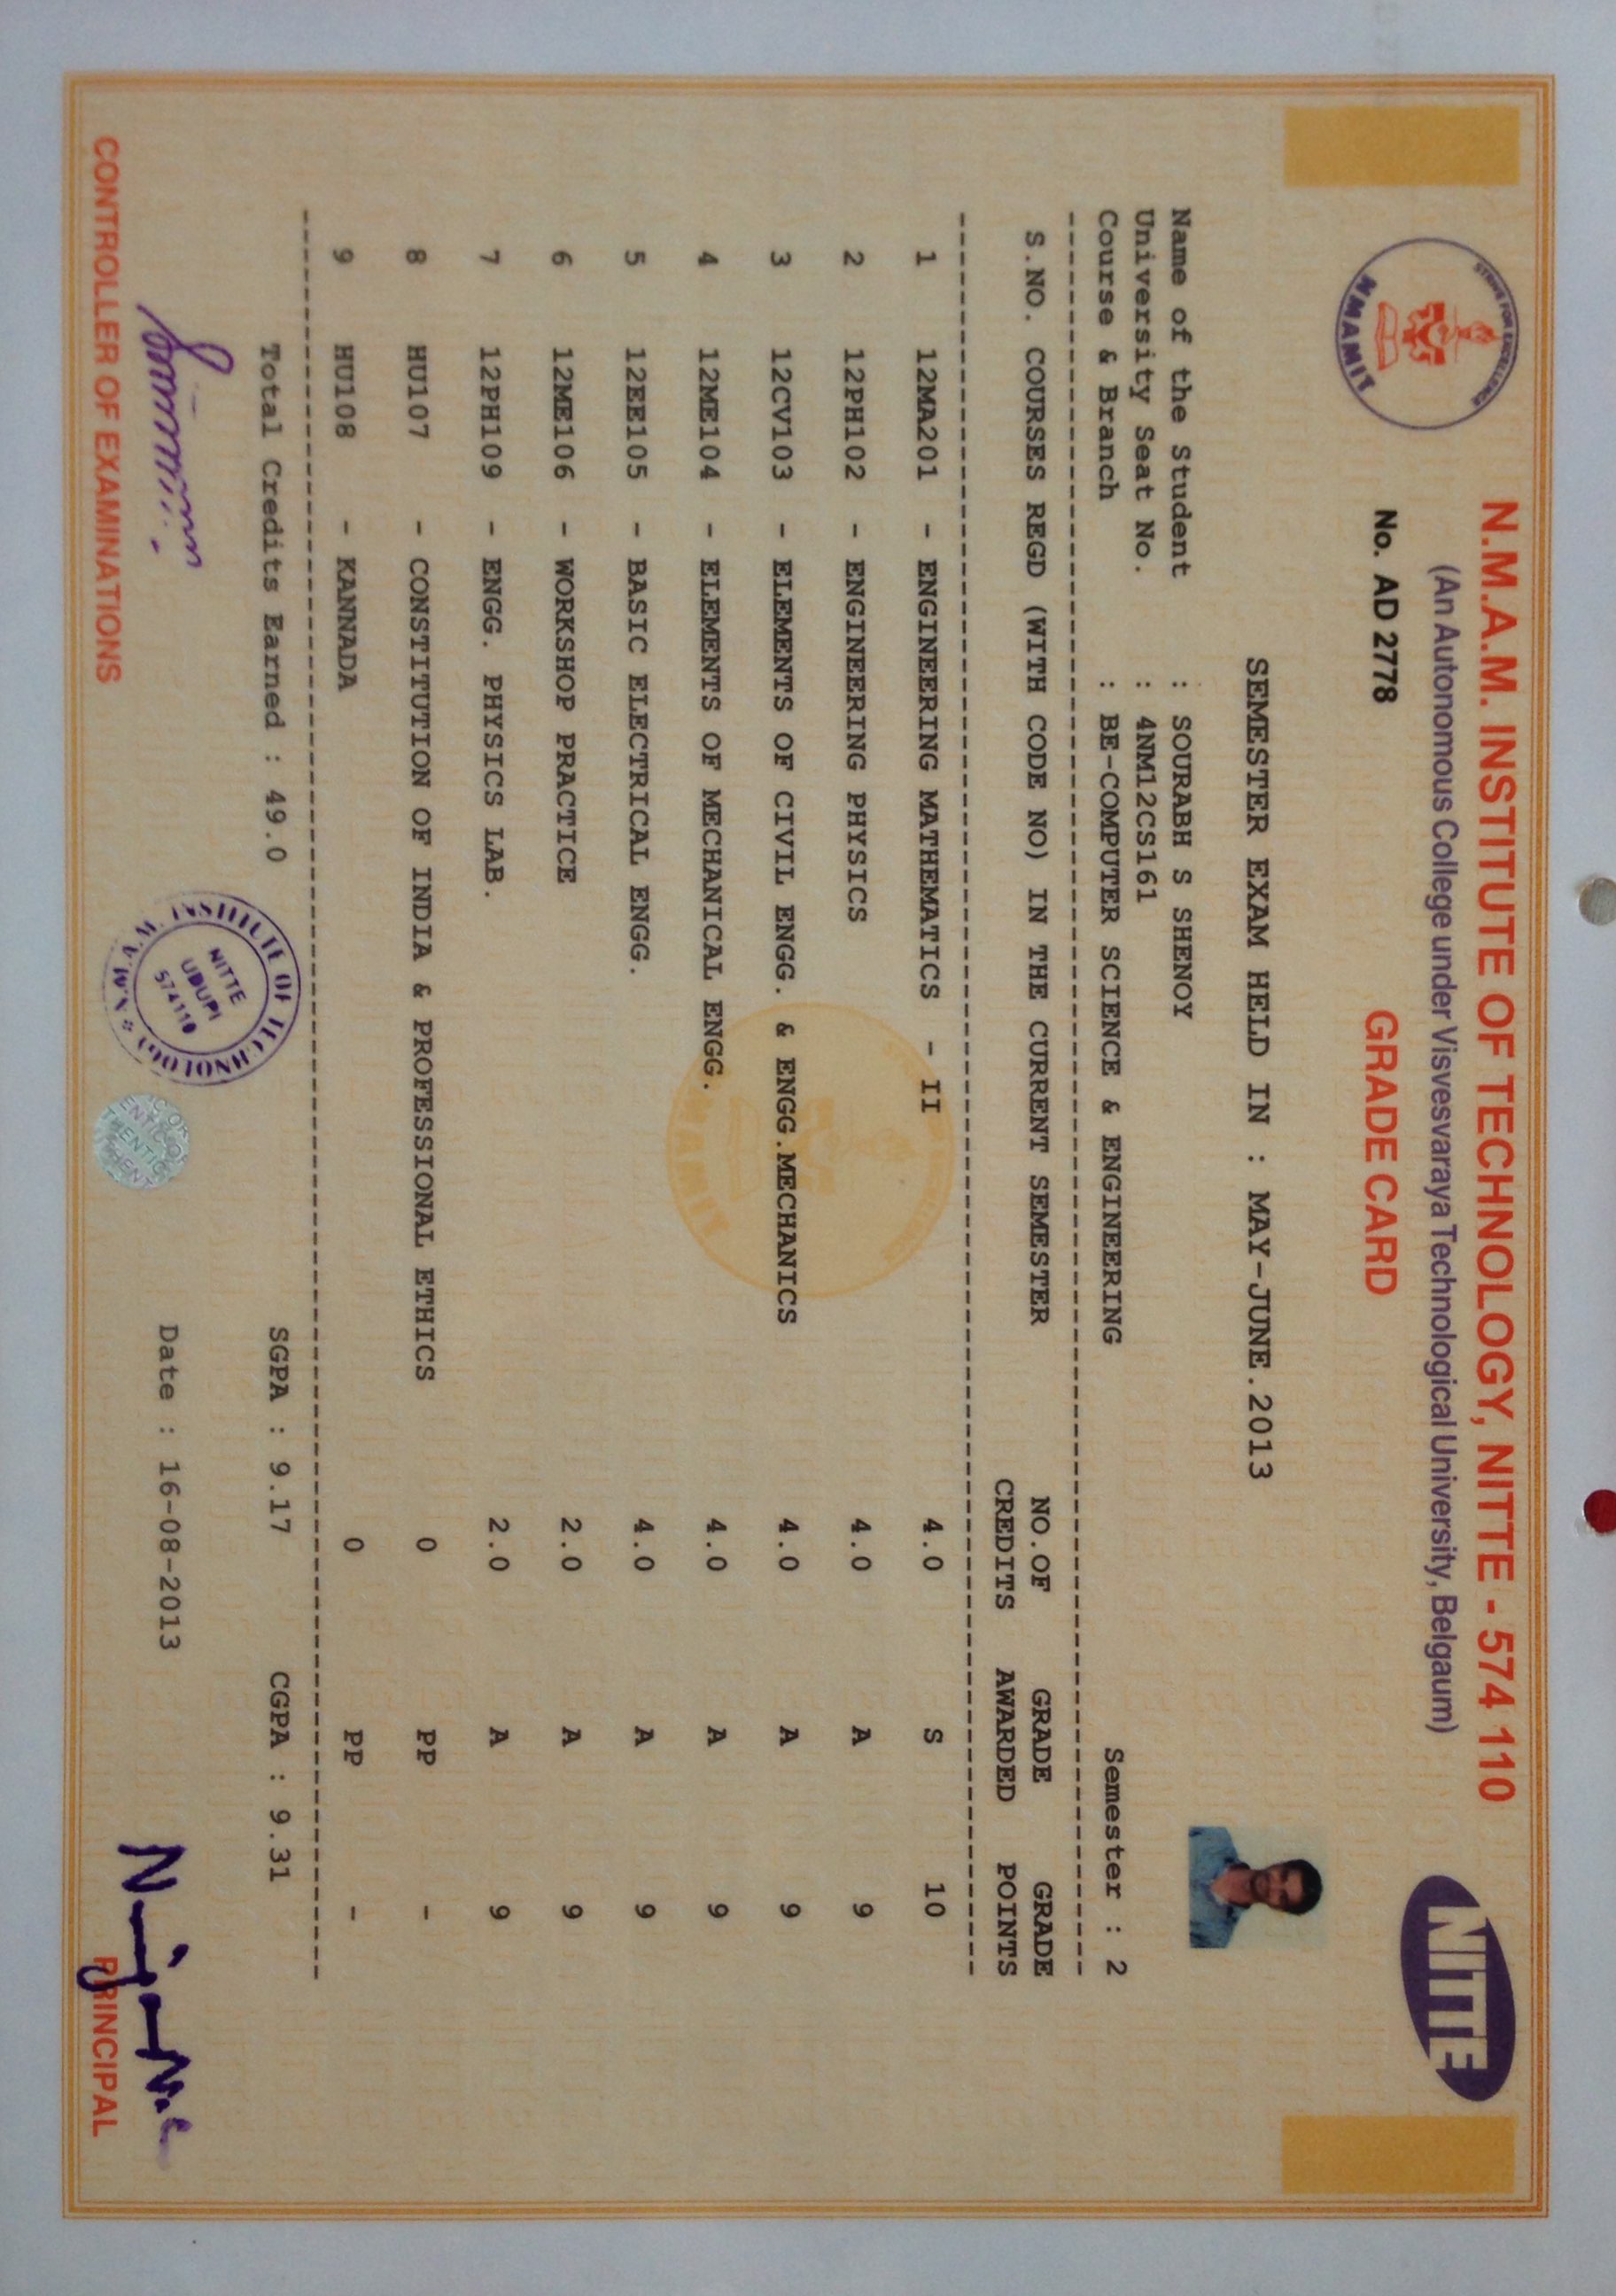 STRIVE FOR EXCELLENCE
NMAMIT
N.M.A.M. INSTITUTE OF TECHNOLOGY, NITTE - 574 110
(An Autonomous College under Visvesvaraya Technological University, Belgaum)
NITTE
No. AD 2778
GRADE CARD
SEMESTER EXAM HELD IN : MAY-JUNE.2013
Name of the Student : SOURABH S SHENOY
University Seat No. : 4NM12CS161
Course & Branch : BE-COMPUTER SCIENCE & ENGINEERING Semester : 2
S.NO. COURSES REGD (WITH CODE NO) IN THE CURRENT SEMESTER NO.OF GRADE GRADE
CREDITS AWARDED POINTS
1 12MA201 - ENGINEERING MATHEMATICS - II 4.0 S 10
2 12PH102 - ENGINEERING PHYSICS 4.0 A 9
3 12CV103 - ELEMENTS OF CIVIL ENGG. & ENGG.MECHANICS 4.0 A 9
4 12ME104 - ELEMENTS OF MECHANICAL ENGG. 4.0 A 9
5 12EE105 - BASIC ELECTRICAL ENGG. 4.0 A 9
6 12ME106 - WORKSHOP PRACTICE 2.0 A 9
7 12PH109 - ENGG. PHYSICS LAB. 2.0 A 9
8 HU107 - CONSTITUTION OF INDIA & PROFESSIONAL ETHICS 0 PP -
9 HU108 - KANNADA 0 PP -
Total Credits Earned : 49.0 SGPA : 9.17 CGPA : 9.31
N.M.A.M. INSTITUTE OF TECHNOLOGY
NITTE
UDUPI
574110
Date : 16-08-2013
CONTROLLER OF EXAMINATIONS
PRINCIPAL